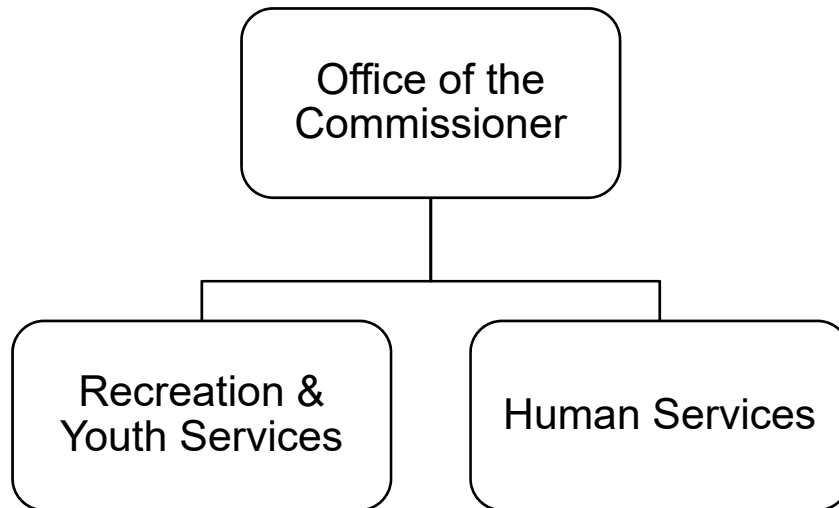 Office of the
Commissioner
Recreation &
Youth Services
Human Services